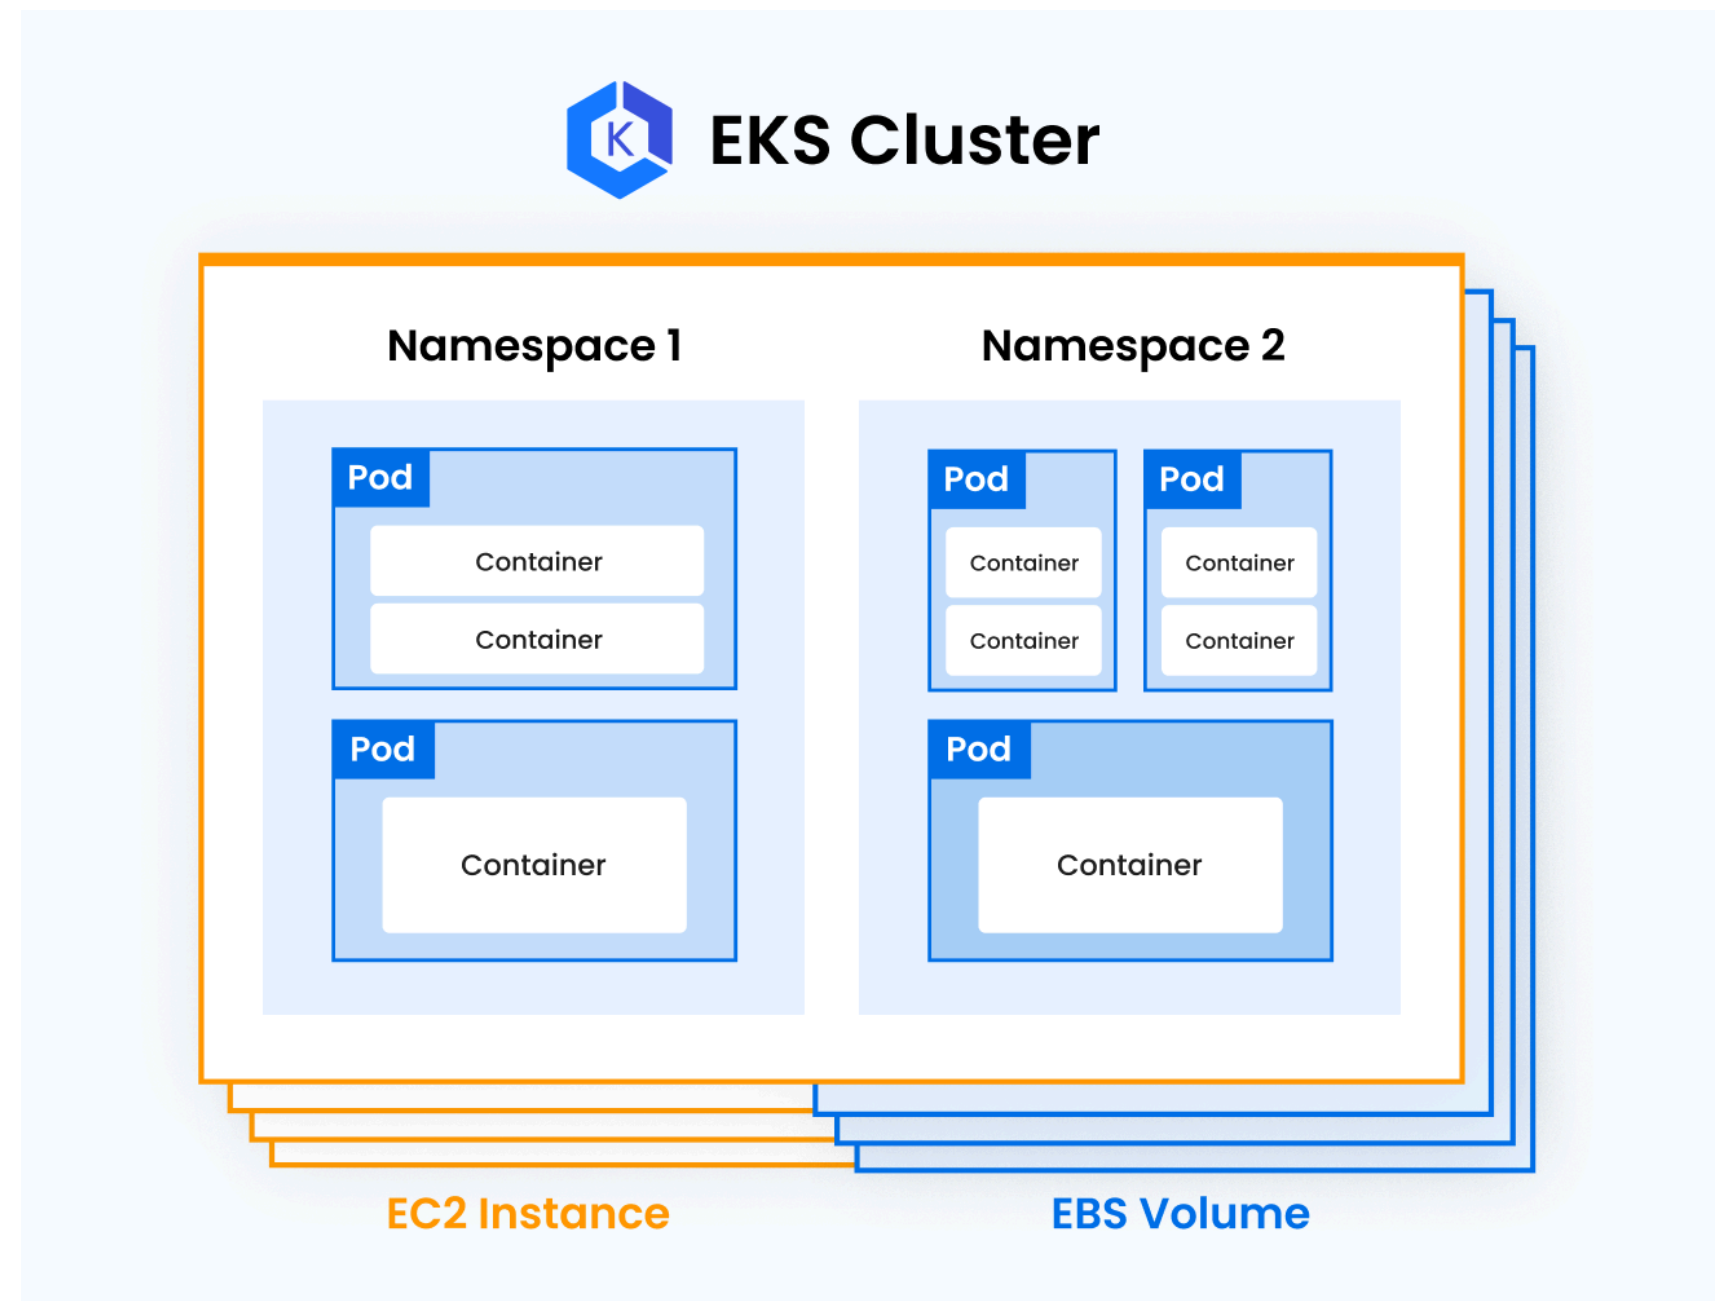 K
EKS Cluster
Namespace 1
Pod
Container
Container
Pod
Container
Namespace 2
Pod
Container
Container
Pod
Container
Container
Pod
Container
EC2 Instance
EBS Volume